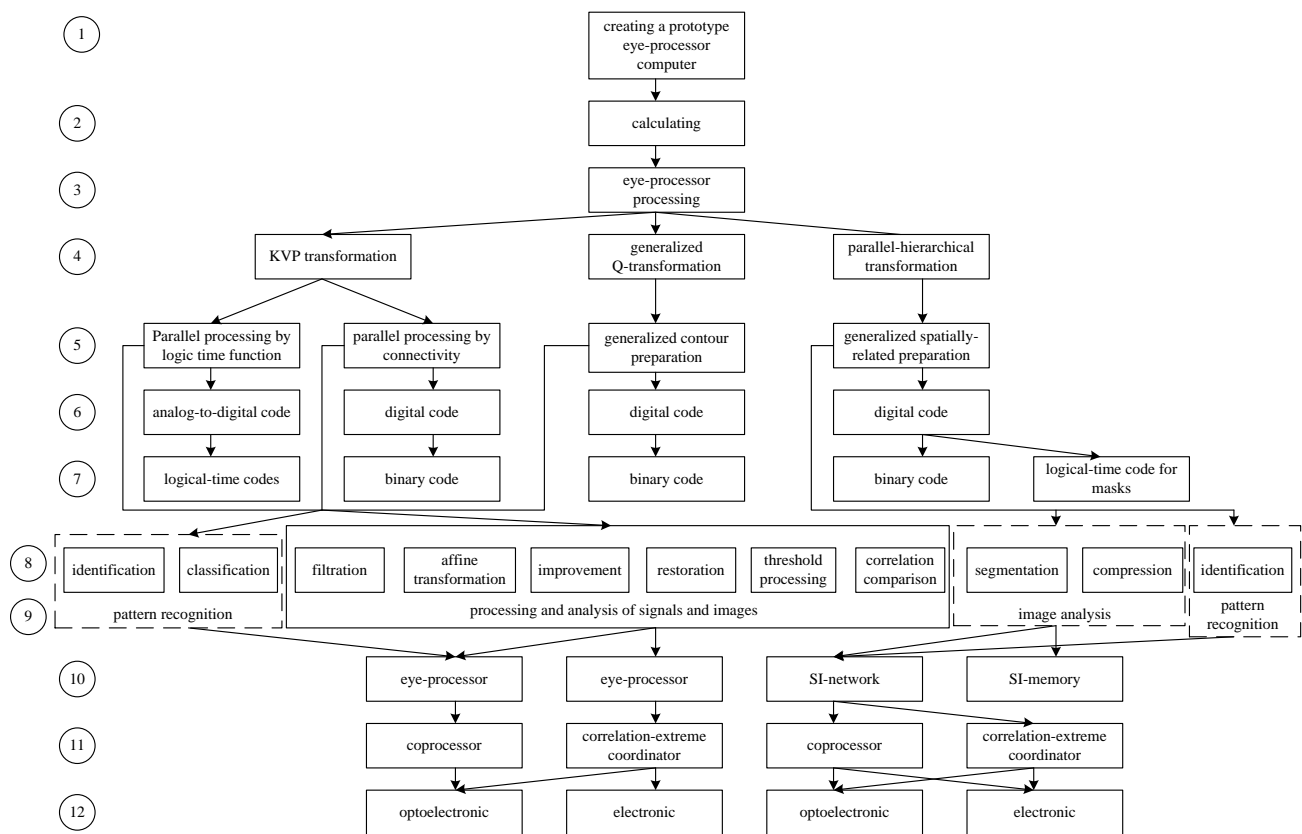 1
creating a prototype
eye-processor
computer
2
calculating
3
eye-processor
processing
4
KVP transformation
generalized
Q-transformation
parallel-hierarchical
transformation
5
Parallel processing by
logic time function
parallel processing by
connectivity
generalized contour
preparation
generalized spatially-
related preparation
6
analog-to-digital code
digital code
digital code
digital code
7
logical-time codes
binary code
binary code
binary code
logical-time code for
masks
8
identification
classification
filtration
affine
transformation
improvement
restoration
threshold
processing
correlation
comparison
segmentation
compression
identification
9
pattern recognition
processing and analysis of signals and images
image analysis
pattern
recognition
10
eye-processor
eye-processor
SI-network
SI-memory
11
coprocessor
correlation-extreme
coordinator
coprocessor
correlation-extreme
coordinator
12
optoelectronic
electronic
optoelectronic
electronic